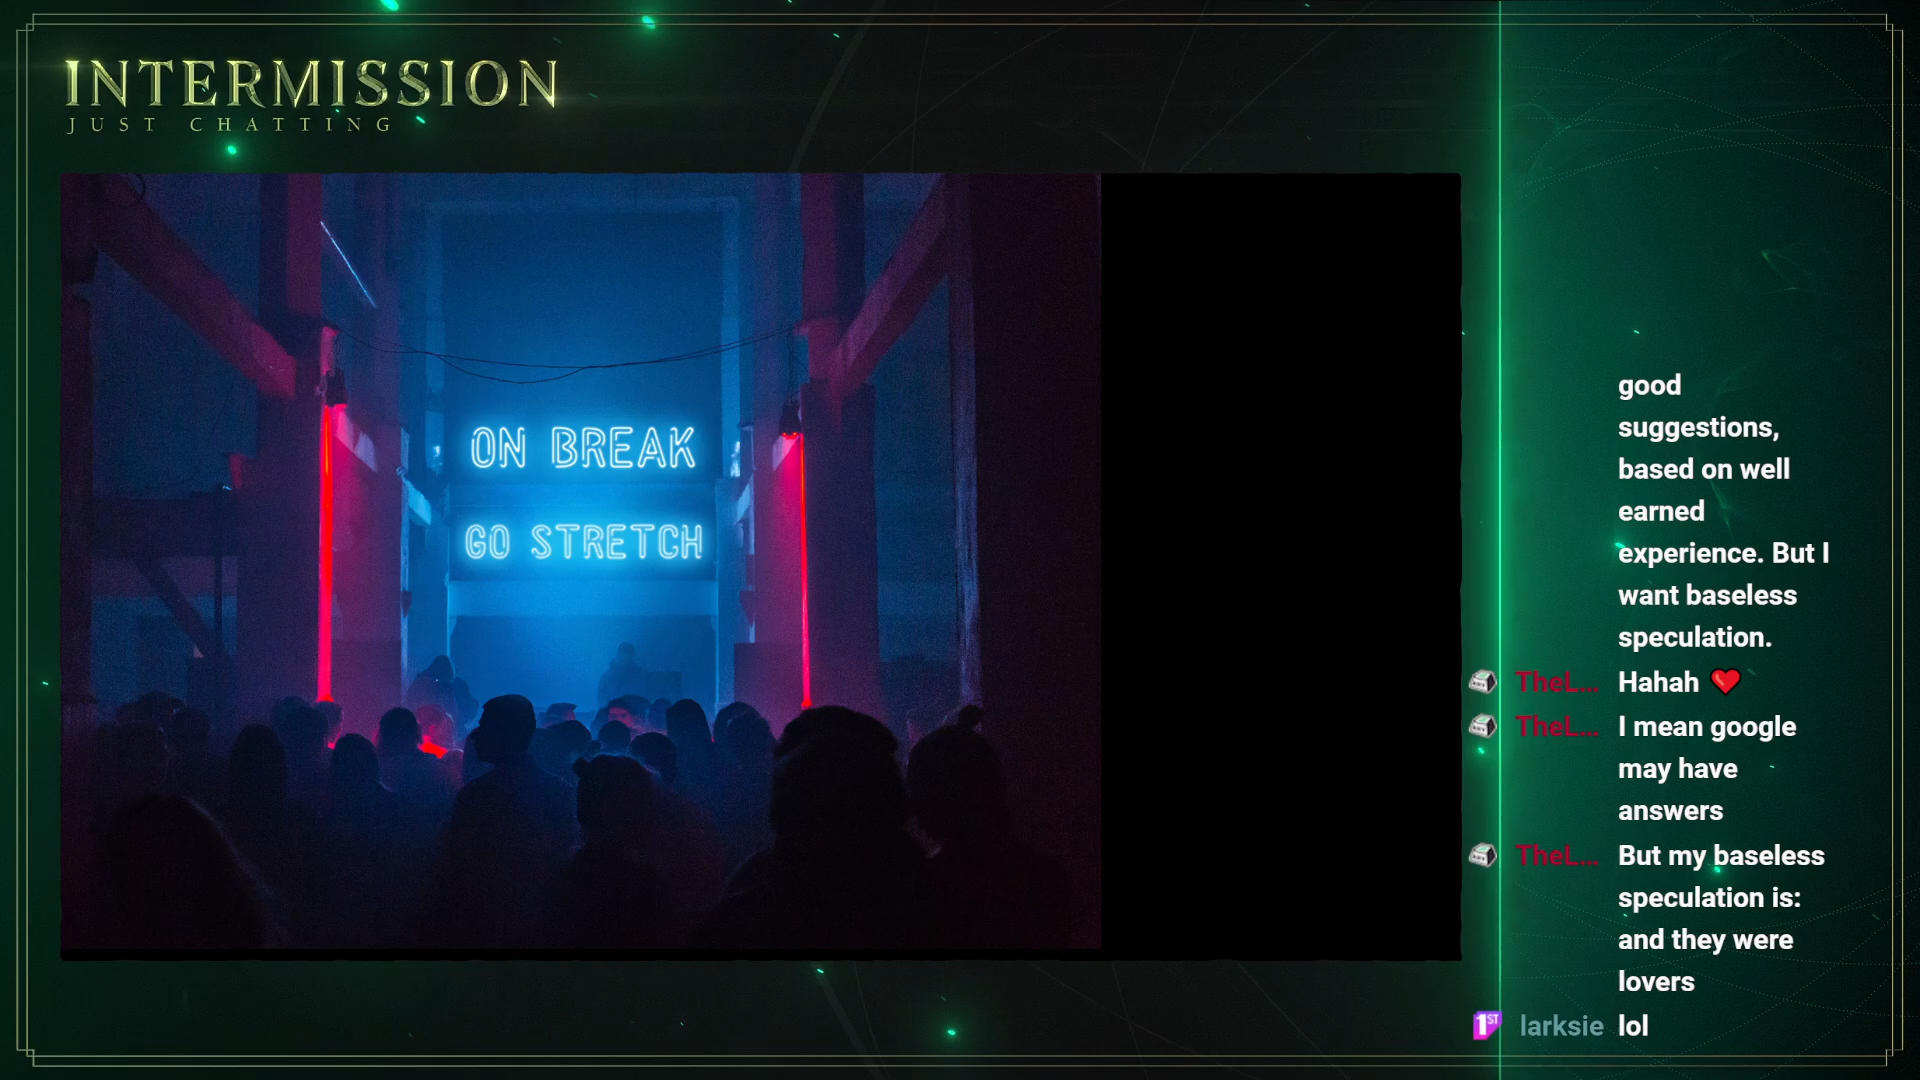 INTERMISSION
JUST CHATTING
ON BREAK
GO STRETCH
good
suggestions,
based on well
earned
experience. But I
want baseless
speculation.
TheL... Hahah ❤️
TheL... I mean google
may have
answers
TheL... But my baseless
speculation is:
and they were
lovers
1ST larksie lol